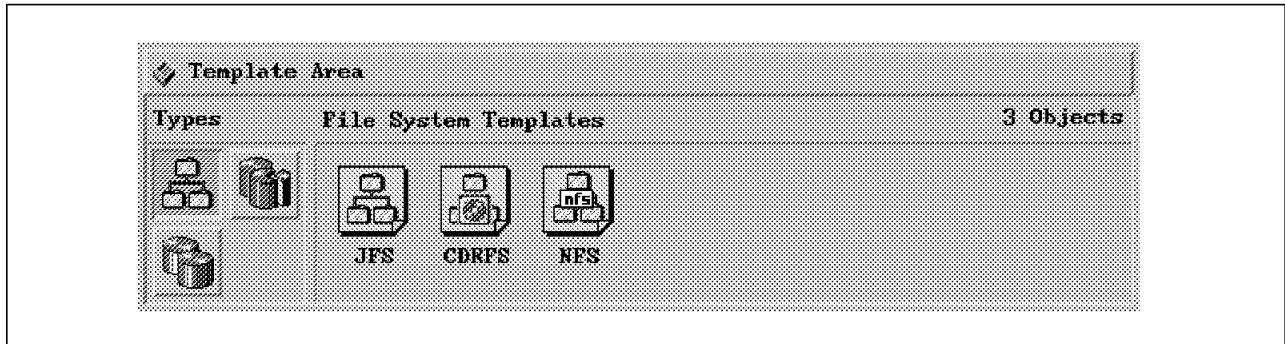 Template Area
Types
File System Templates
3 Objects
nfs
JFS
CDRFS
NFS